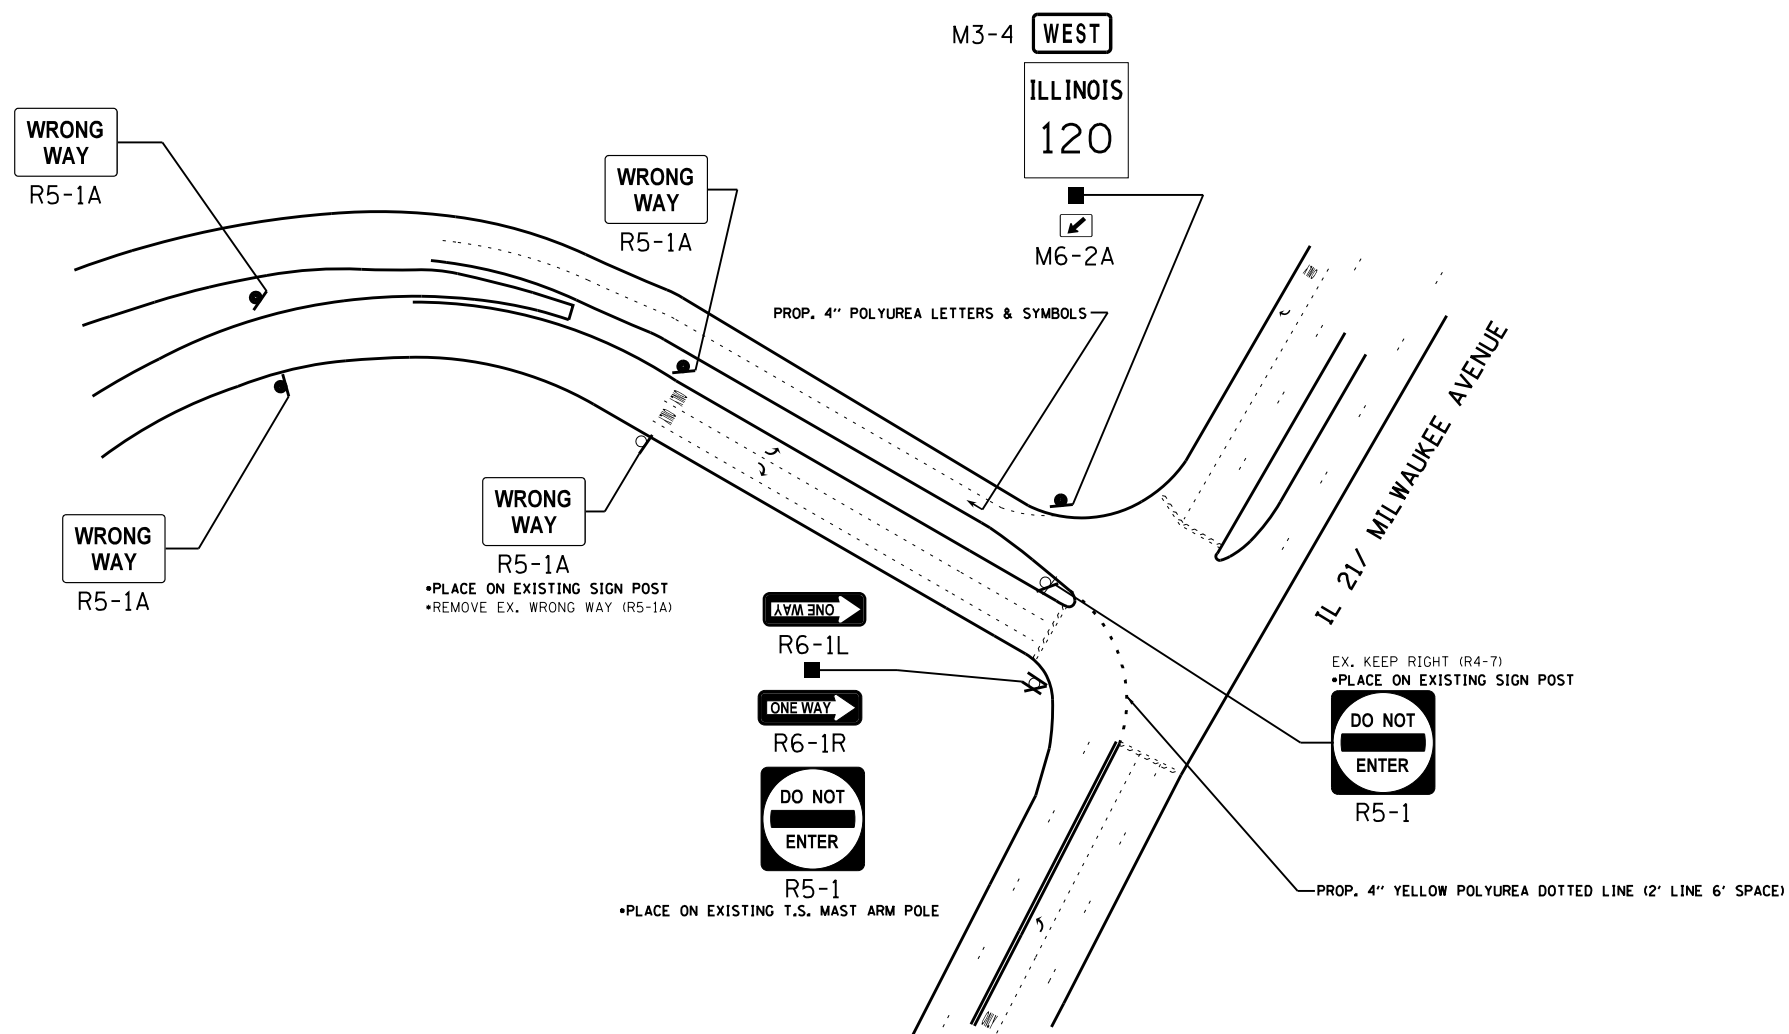 M3-4
WEST
ILLINOIS
120
M6-2A
WRONG
WAY
R5-1A
WRONG
WAY
R5-1A
PROP. 4'' POLYUREA LETTERS & SYMBOLS
IL 21/ MILWAUKEE AVENUE
WRONG
WAY
R5-1A
•PLACE ON EXISTING SIGN POST
*REMOVE EX. WRONG WAY (R5-1A)
WRONG
WAY
R5-1A
ONE WAY
R6-1L
ONE WAY
R6-1R
DO NOT
ENTER
R5-1
•PLACE ON EXISTING T.S. MAST ARM POLE
EX. KEEP RIGHT (R4-7)
•PLACE ON EXISTING SIGN POST
DO NOT
ENTER
R5-1
PROP. 4'' YELLOW POLYUREA DOTTED LINE (2' LINE 6' SPACE)